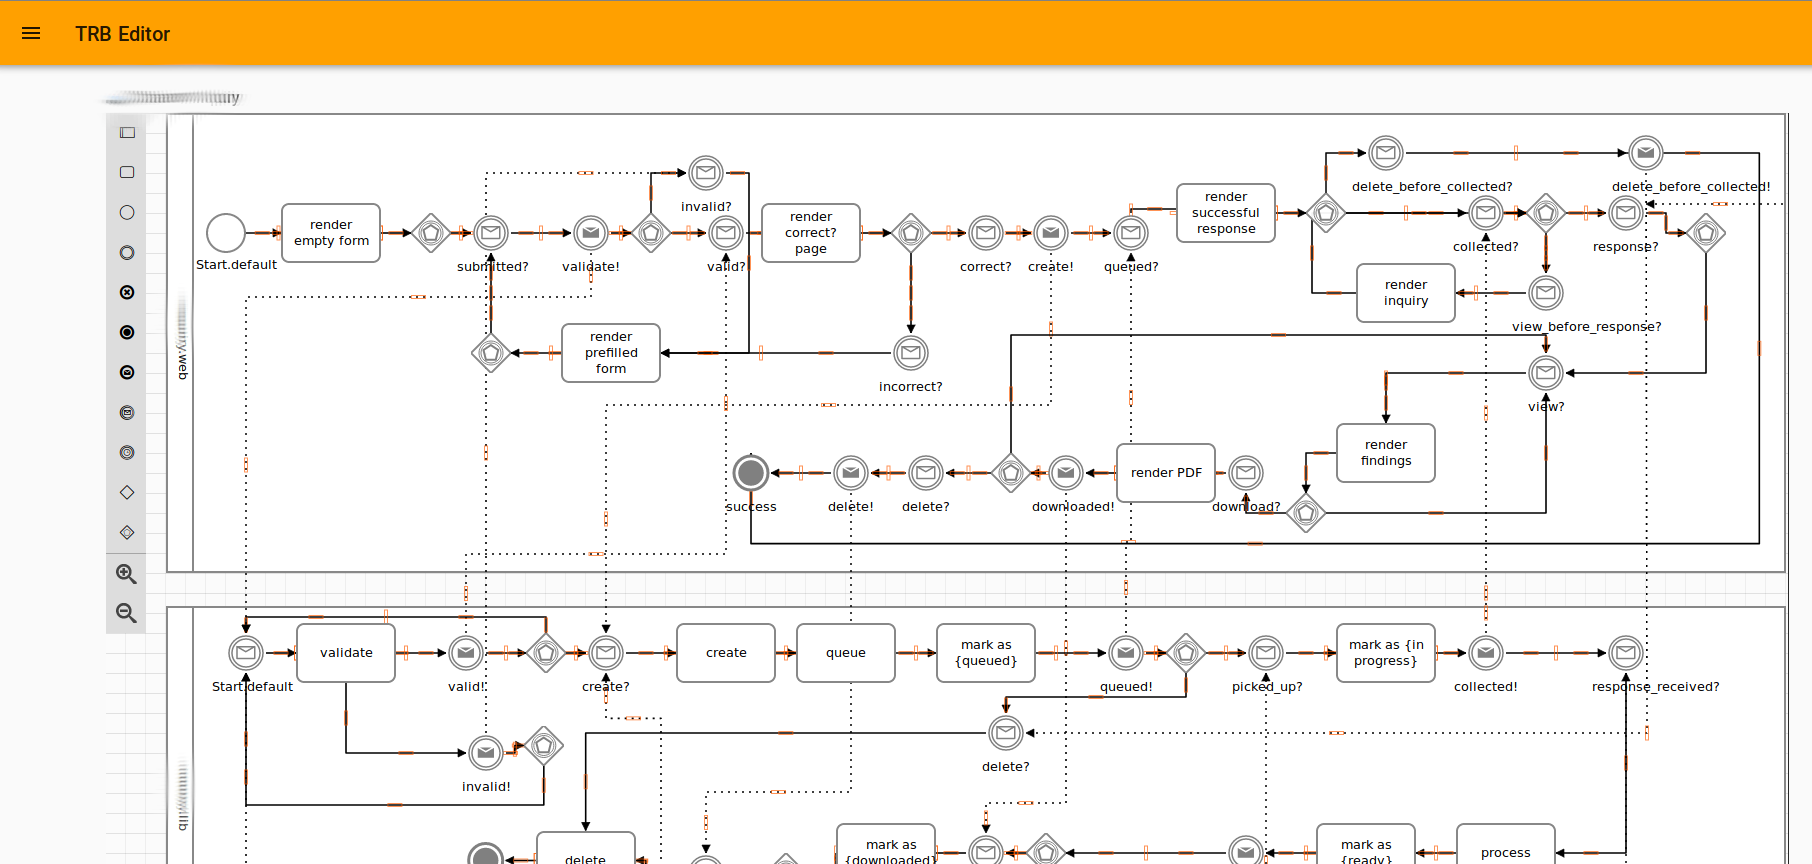 TRB Editor
delete_before_collected?
delete_before_collected!
invalid?
render
empty form
render
correct?
page
render
successful
response
Start.default
submitted?
validate!
valid?
correct?
create!
queued?
collected?
response?
render
inquiry
view_before_response?
render
prefilled
form
incorrect?
view?
render
findings
render PDF
success
delete!
delete?
downloaded!
download?
.web
validate
create
queue
mark as
{queued}
mark as {in
progress}
Start.default
valid!
create?
queued!
picked_up?
collected!
response_received?
invalid!
delete?
lib
delete
mark as
{downloaded}
mark as
{ready}
process